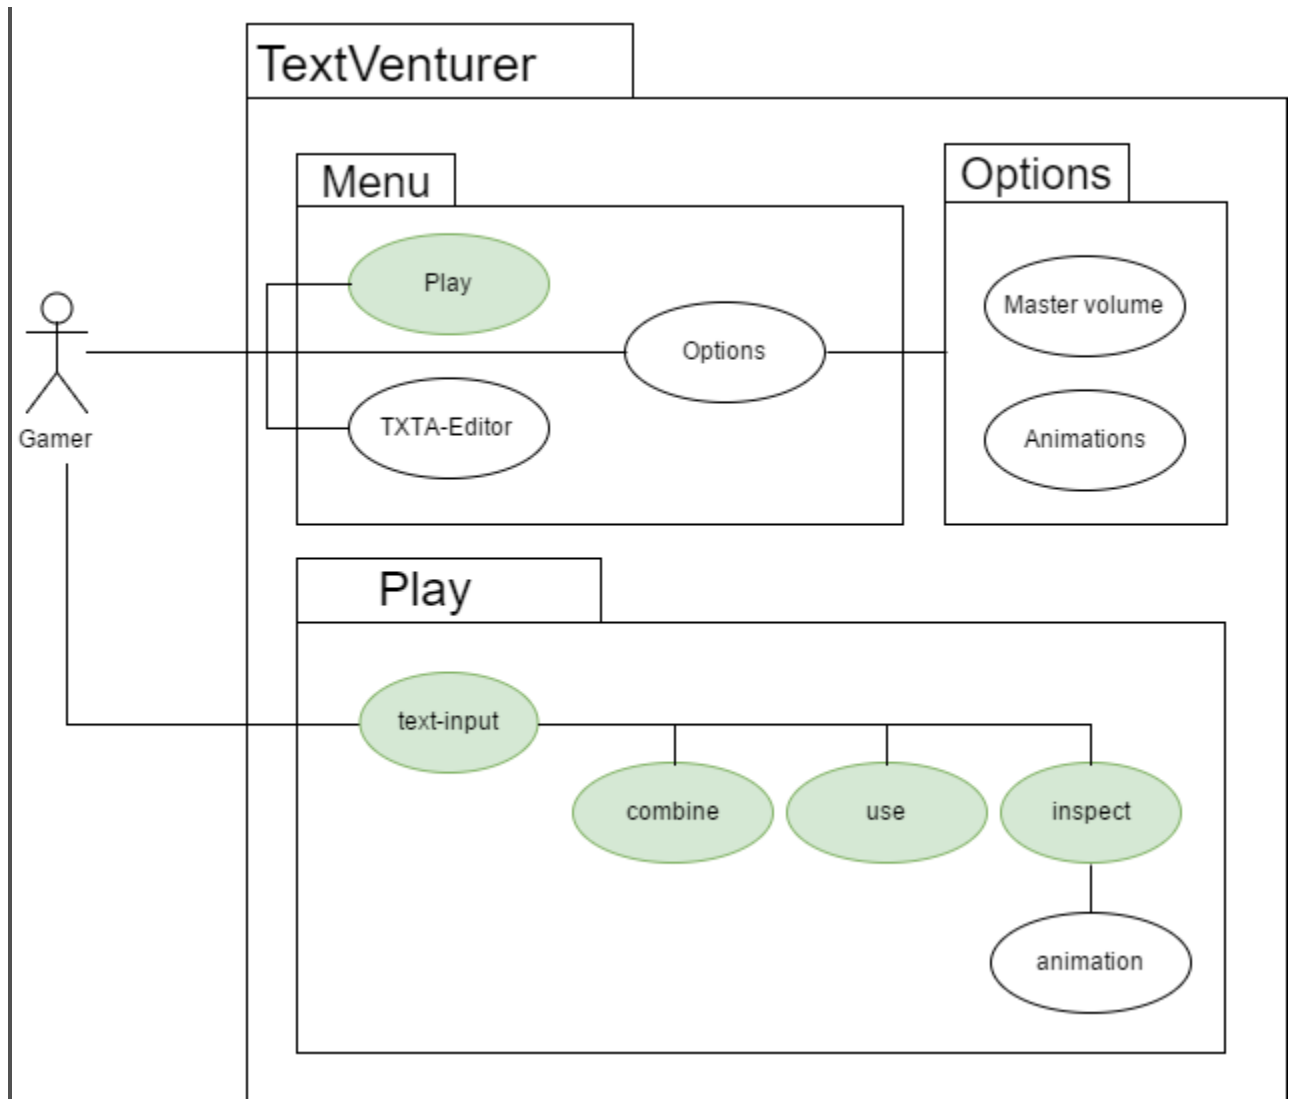 TextVenturer
Menu
Options
Play
Master volume
Options
TXTA-Editor
Animations
Gamer
Play
text-input
combine
use
inspect
animation